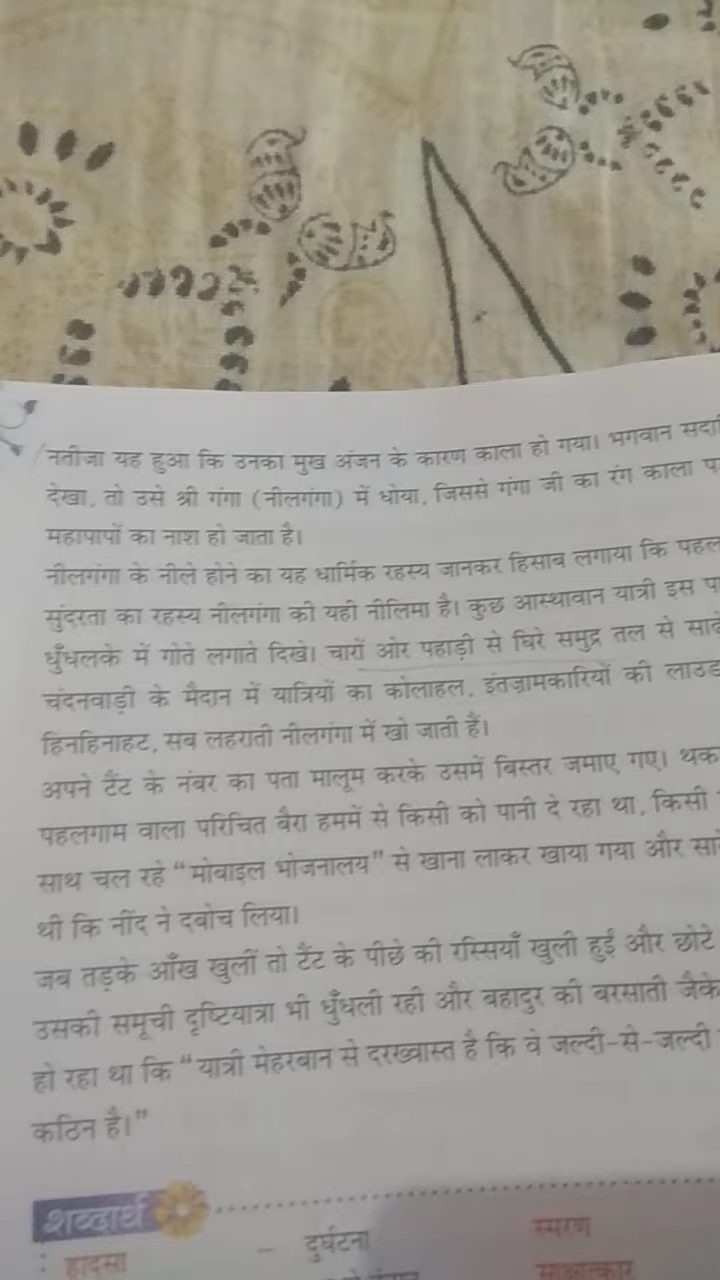 नतीजा यह हुआ कि उनका मुख अंजन के कारण काला हो गया। भगवान
देखा, तो उसे श्री गंगा (नीलगंगा) में धोया, जिससे गंगा जी का रंग काला
महापापों का नाश हो जाता है।
नीलगंगा के नीले होने का यह धार्मिक रहस्य जानकर हिसाब लगाया कि
सुंदरता का रहस्य नीलगंगा की यही नीलिमा है। कुछ आस्थावान यात्री इस
धुँधलके में गोते लगाते दिखे। चारों ओर पहाड़ी से घिरे समुद्र तल से
चंदनवाड़ी के मैदान में यात्रियों का कोलाहल, इंतज़ामकारियों की
हिनहिनाहट, सब लहराती नीलगंगा में खो जाती हैं।
अपने टैंट के नंबर का पता मालूम करके उसमें बिस्तर जमाए गए। थक
पहलगाम वाला परिचित बैरा हममें से किसी को पानी दे रहा था, किसी
साथ चल रहे “मोबाइल भोजनालय” से खाना लाकर खाया गया और
थी कि नींद ने दबोच लिया।
जब तड़के आँख खुलीं तो टैंट के पीछे की रस्सियाँ खुली हुईं और छोटे
उसकी समूची दृष्टियात्रा भी धुँधली रही और बहादुर की बरसाती जैके
हो रहा था कि “यात्री मेहरबान से दरख्वास्त है कि वे जल्दी-से-जल्दी
कठिन है।”
शब्दार्थ
हादसा – दुर्घटना स्मरण